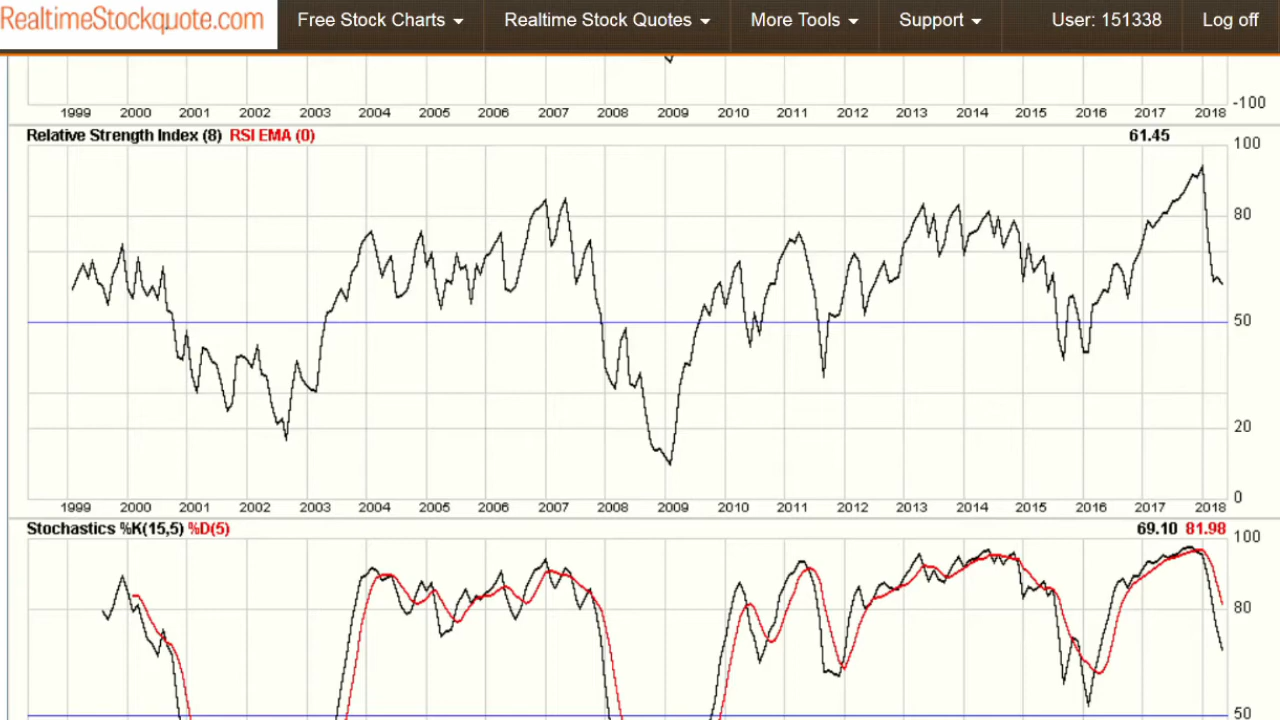 RealtimeStockquote.com Free Stock Charts Realtime Stock Quotes More Tools Support User: 151338 Log off
-100
1999 2000 2001 2002 2003 2004 2005 2006 2007 2008 2009 2010 2011 2012 2013 2014 2015 2016 2017 2018
Relative Strength Index (8) RSI EMA (0) 61.45
100
80
50
20
0
1999 2000 2001 2002 2003 2004 2005 2006 2007 2008 2009 2010 2011 2012 2013 2014 2015 2016 2017 2018
Stochastics %K(15,5) %D(5) 69.10 81.98
100
80
50